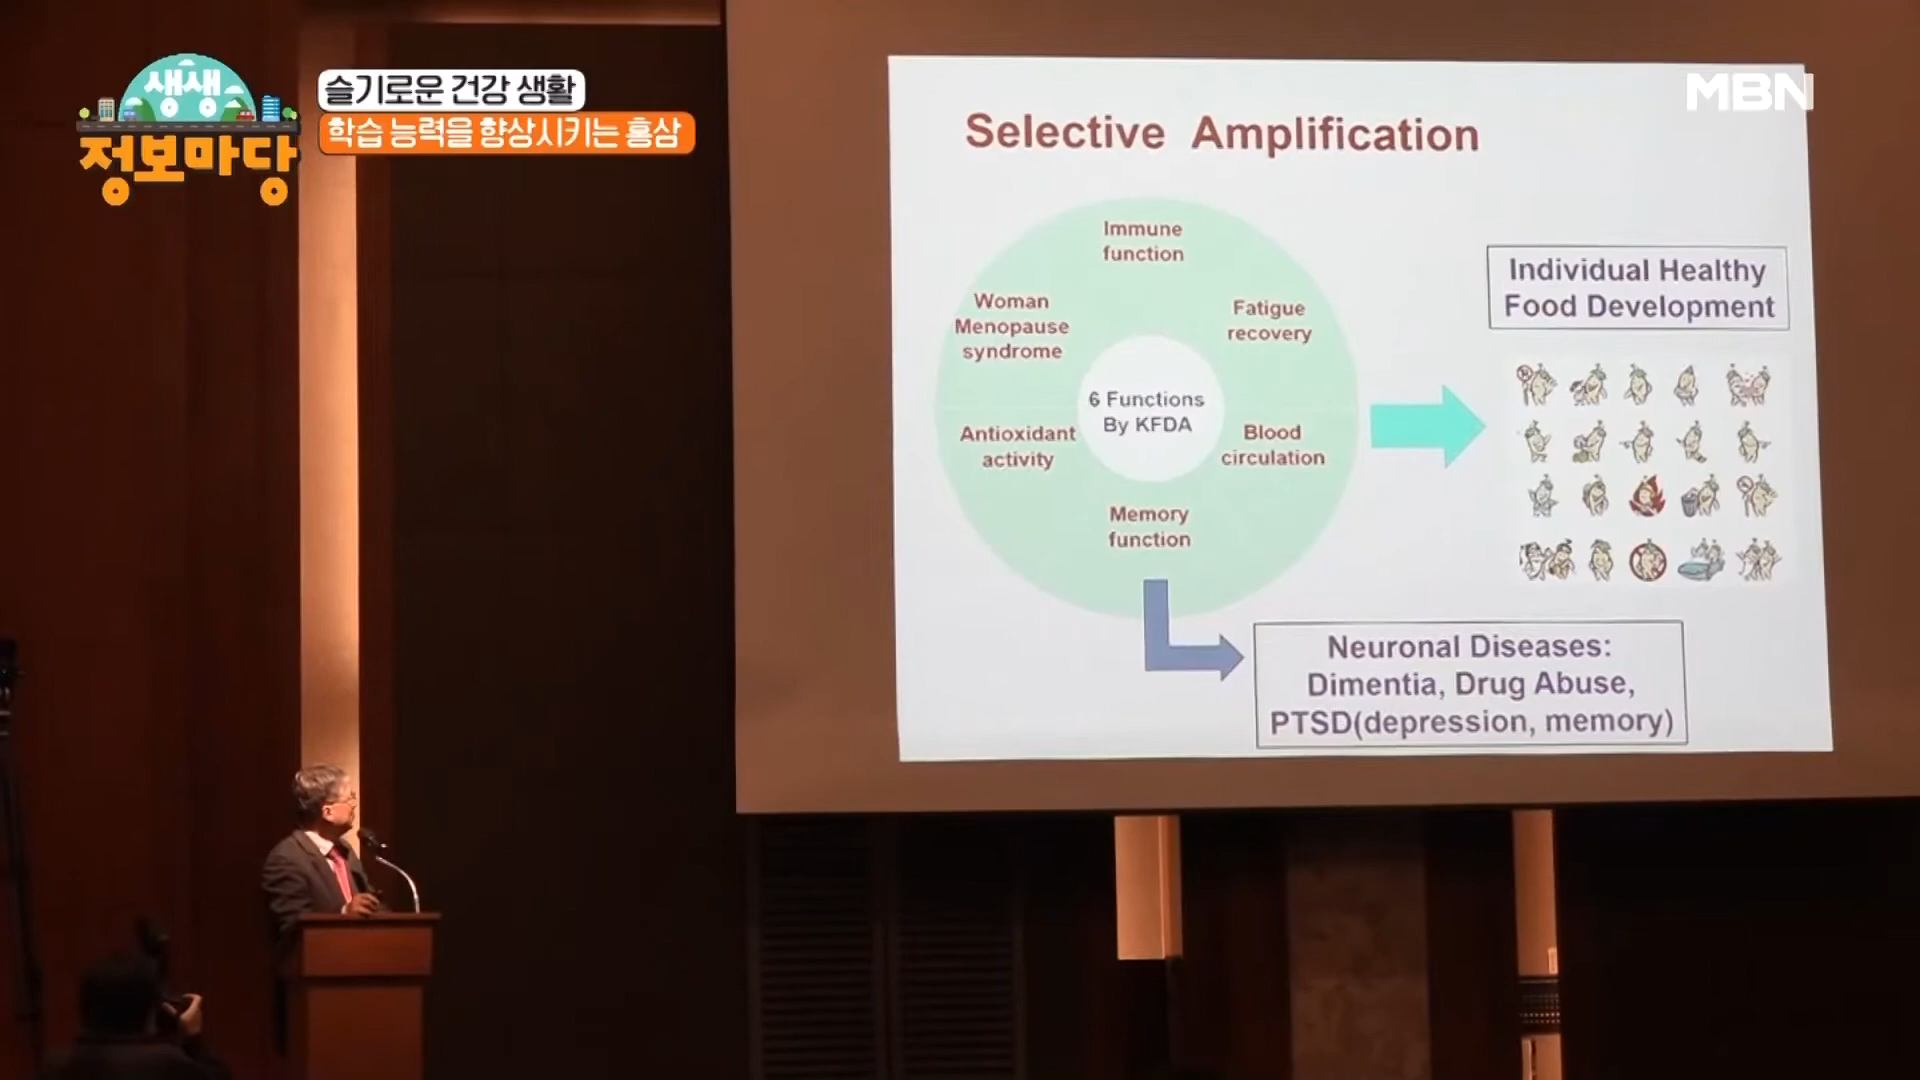 생생
정보마당
슬기로운 건강 생활
학습 능력을 향상시키는 홍삼
MBN
Selective Amplification
Immune
function
Woman
Menopause
syndrome
Fatigue
recovery
6 Functions
By KFDA
Antioxidant
activity
Blood
circulation
Memory
function
Individual Healthy
Food Development
Neuronal Diseases:
Dimentia, Drug Abuse,
PTSD(depression, memory)